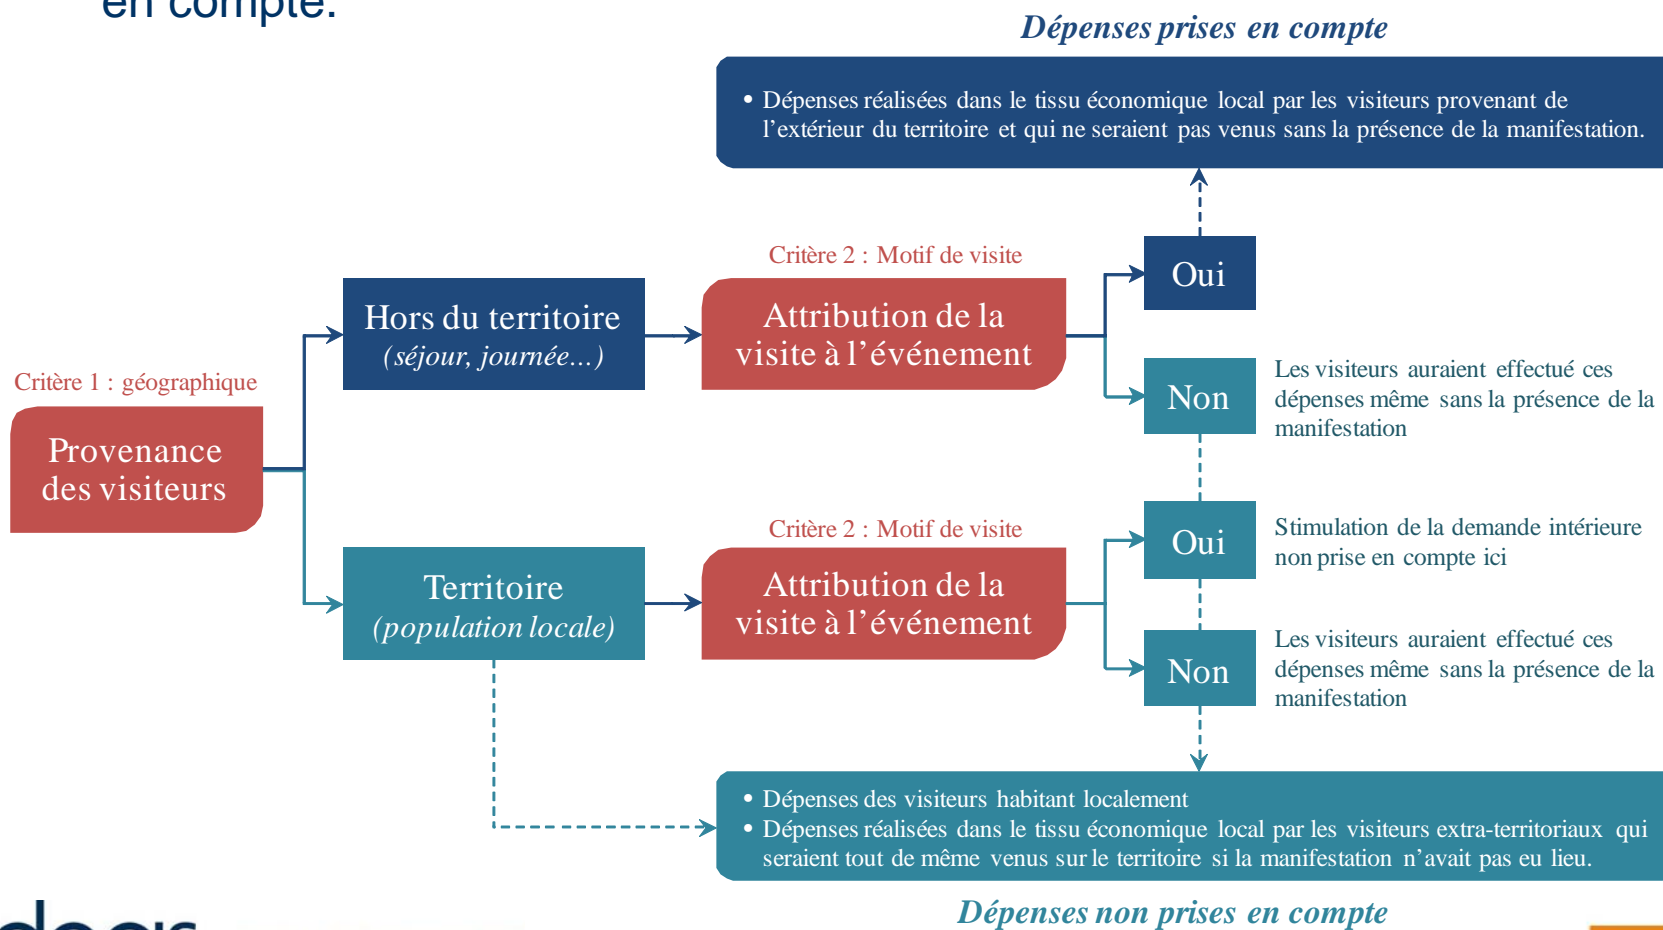 en compte.
Dépenses prises en compte
• Dépenses réalisées dans le tissu économique local par les visiteurs provenant de
l’extérieur du territoire et qui ne seraient pas venus sans la présence de la manifestation.
Critère 2 : Motif de visite
Oui
Hors du territoire
(séjour, journée…)
Attribution de la
visite à l’événement
Critère 1 : géographique
Provenance
des visiteurs
Non
Les visiteurs auraient effectué ces
dépenses même sans la présence de la
manifestation
Critère 2 : Motif de visite
Oui
Stimulation de la demande intérieure
non prise en compte ici
Territoire
(population locale)
Attribution de la
visite à l’événement
Non
Les visiteurs auraient effectué ces
dépenses même sans la présence de la
manifestation
• Dépenses des visiteurs habitant localement
• Dépenses réalisées dans le tissu économique local par les visiteurs extra-territoriaux qui
seraient tout de même venus sur le territoire si la manifestation n’avait pas eu lieu.
Dépenses non prises en compte